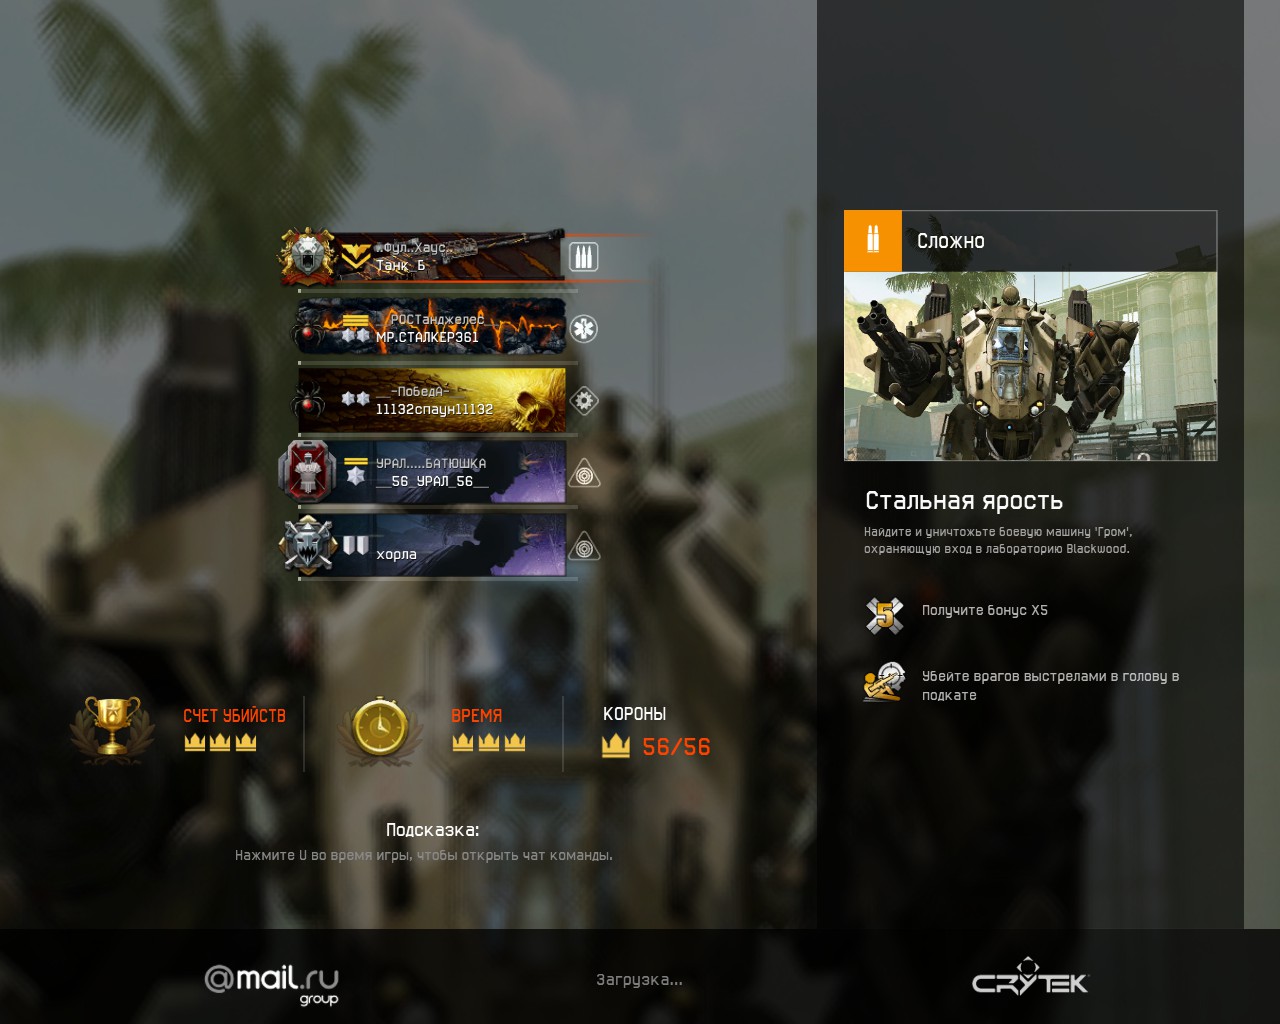 ..Фул..Хаус..
Танк_Б
__РОСТанджелес__
МР.СТАЛКЕР361
__-ПобедА-__
11132спаун11132
УРАЛ.....БАТЮШКА
__56_УРАЛ_56__
хорла
СЧЕТ УБИЙСТВ
ВРЕМЯ
КОРОНЫ
56/56
Подсказка:
Нажмите U во время игры, чтобы открыть чат команды.
Сложно
Стальная ярость
Найдите и уничтожьте боевую машину 'Гром',
охраняющую вход в лабораторию Blackwood.
5
Получите бонус X5
Убейте врагов выстрелами в голову в
подкате
@mail.ru
group
Загрузка...
CRYTEK